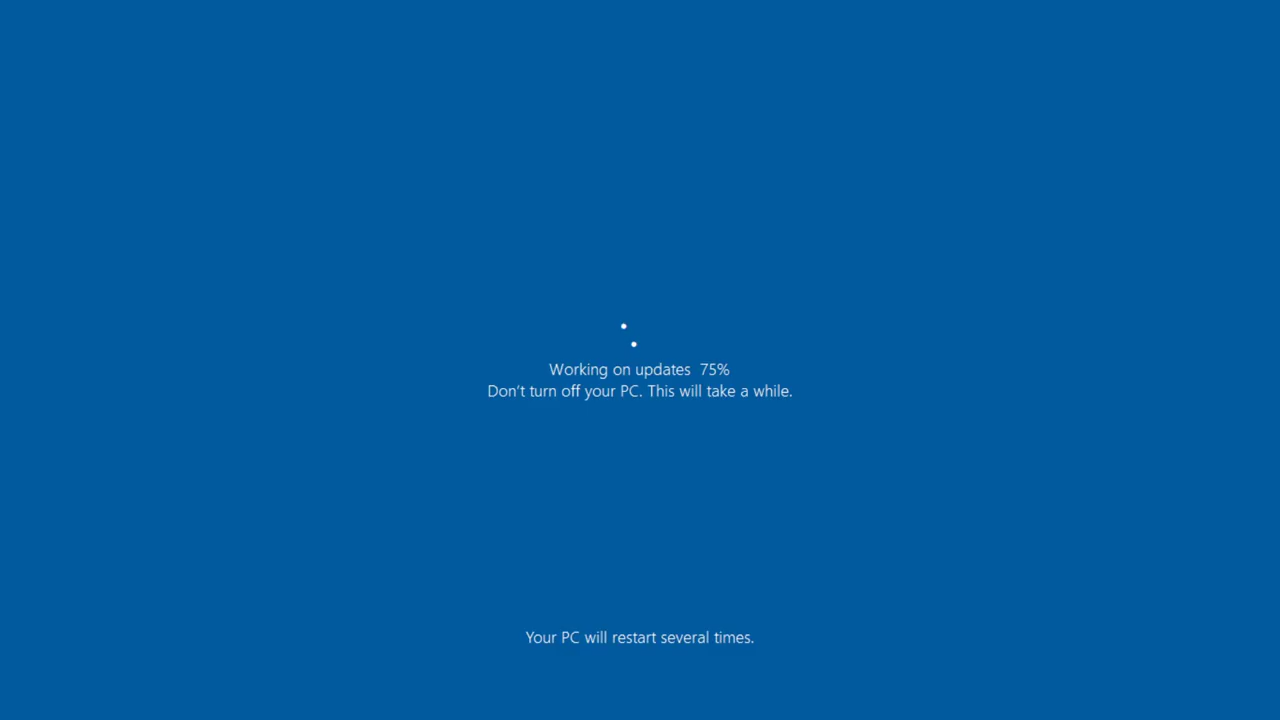 Working on updates  75%
Don't turn off your PC. This will take a while.
Your PC will restart several times.